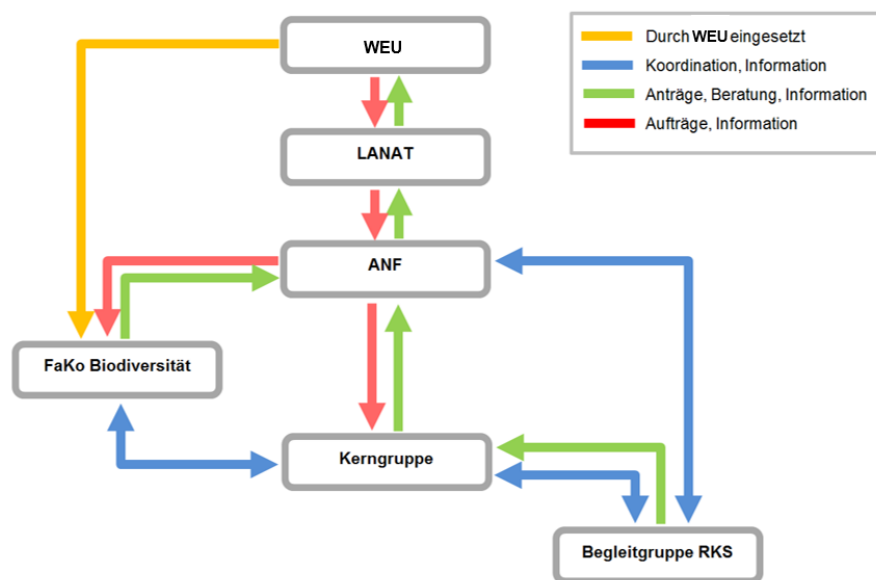 WEU
Durch WEU eingesetzt
Koordination, Information
Anträge, Beratung, Information
Aufträge, Information
LANAT
ANF
FaKo Biodiversität
Kerngruppe
Begleitgruppe RKS